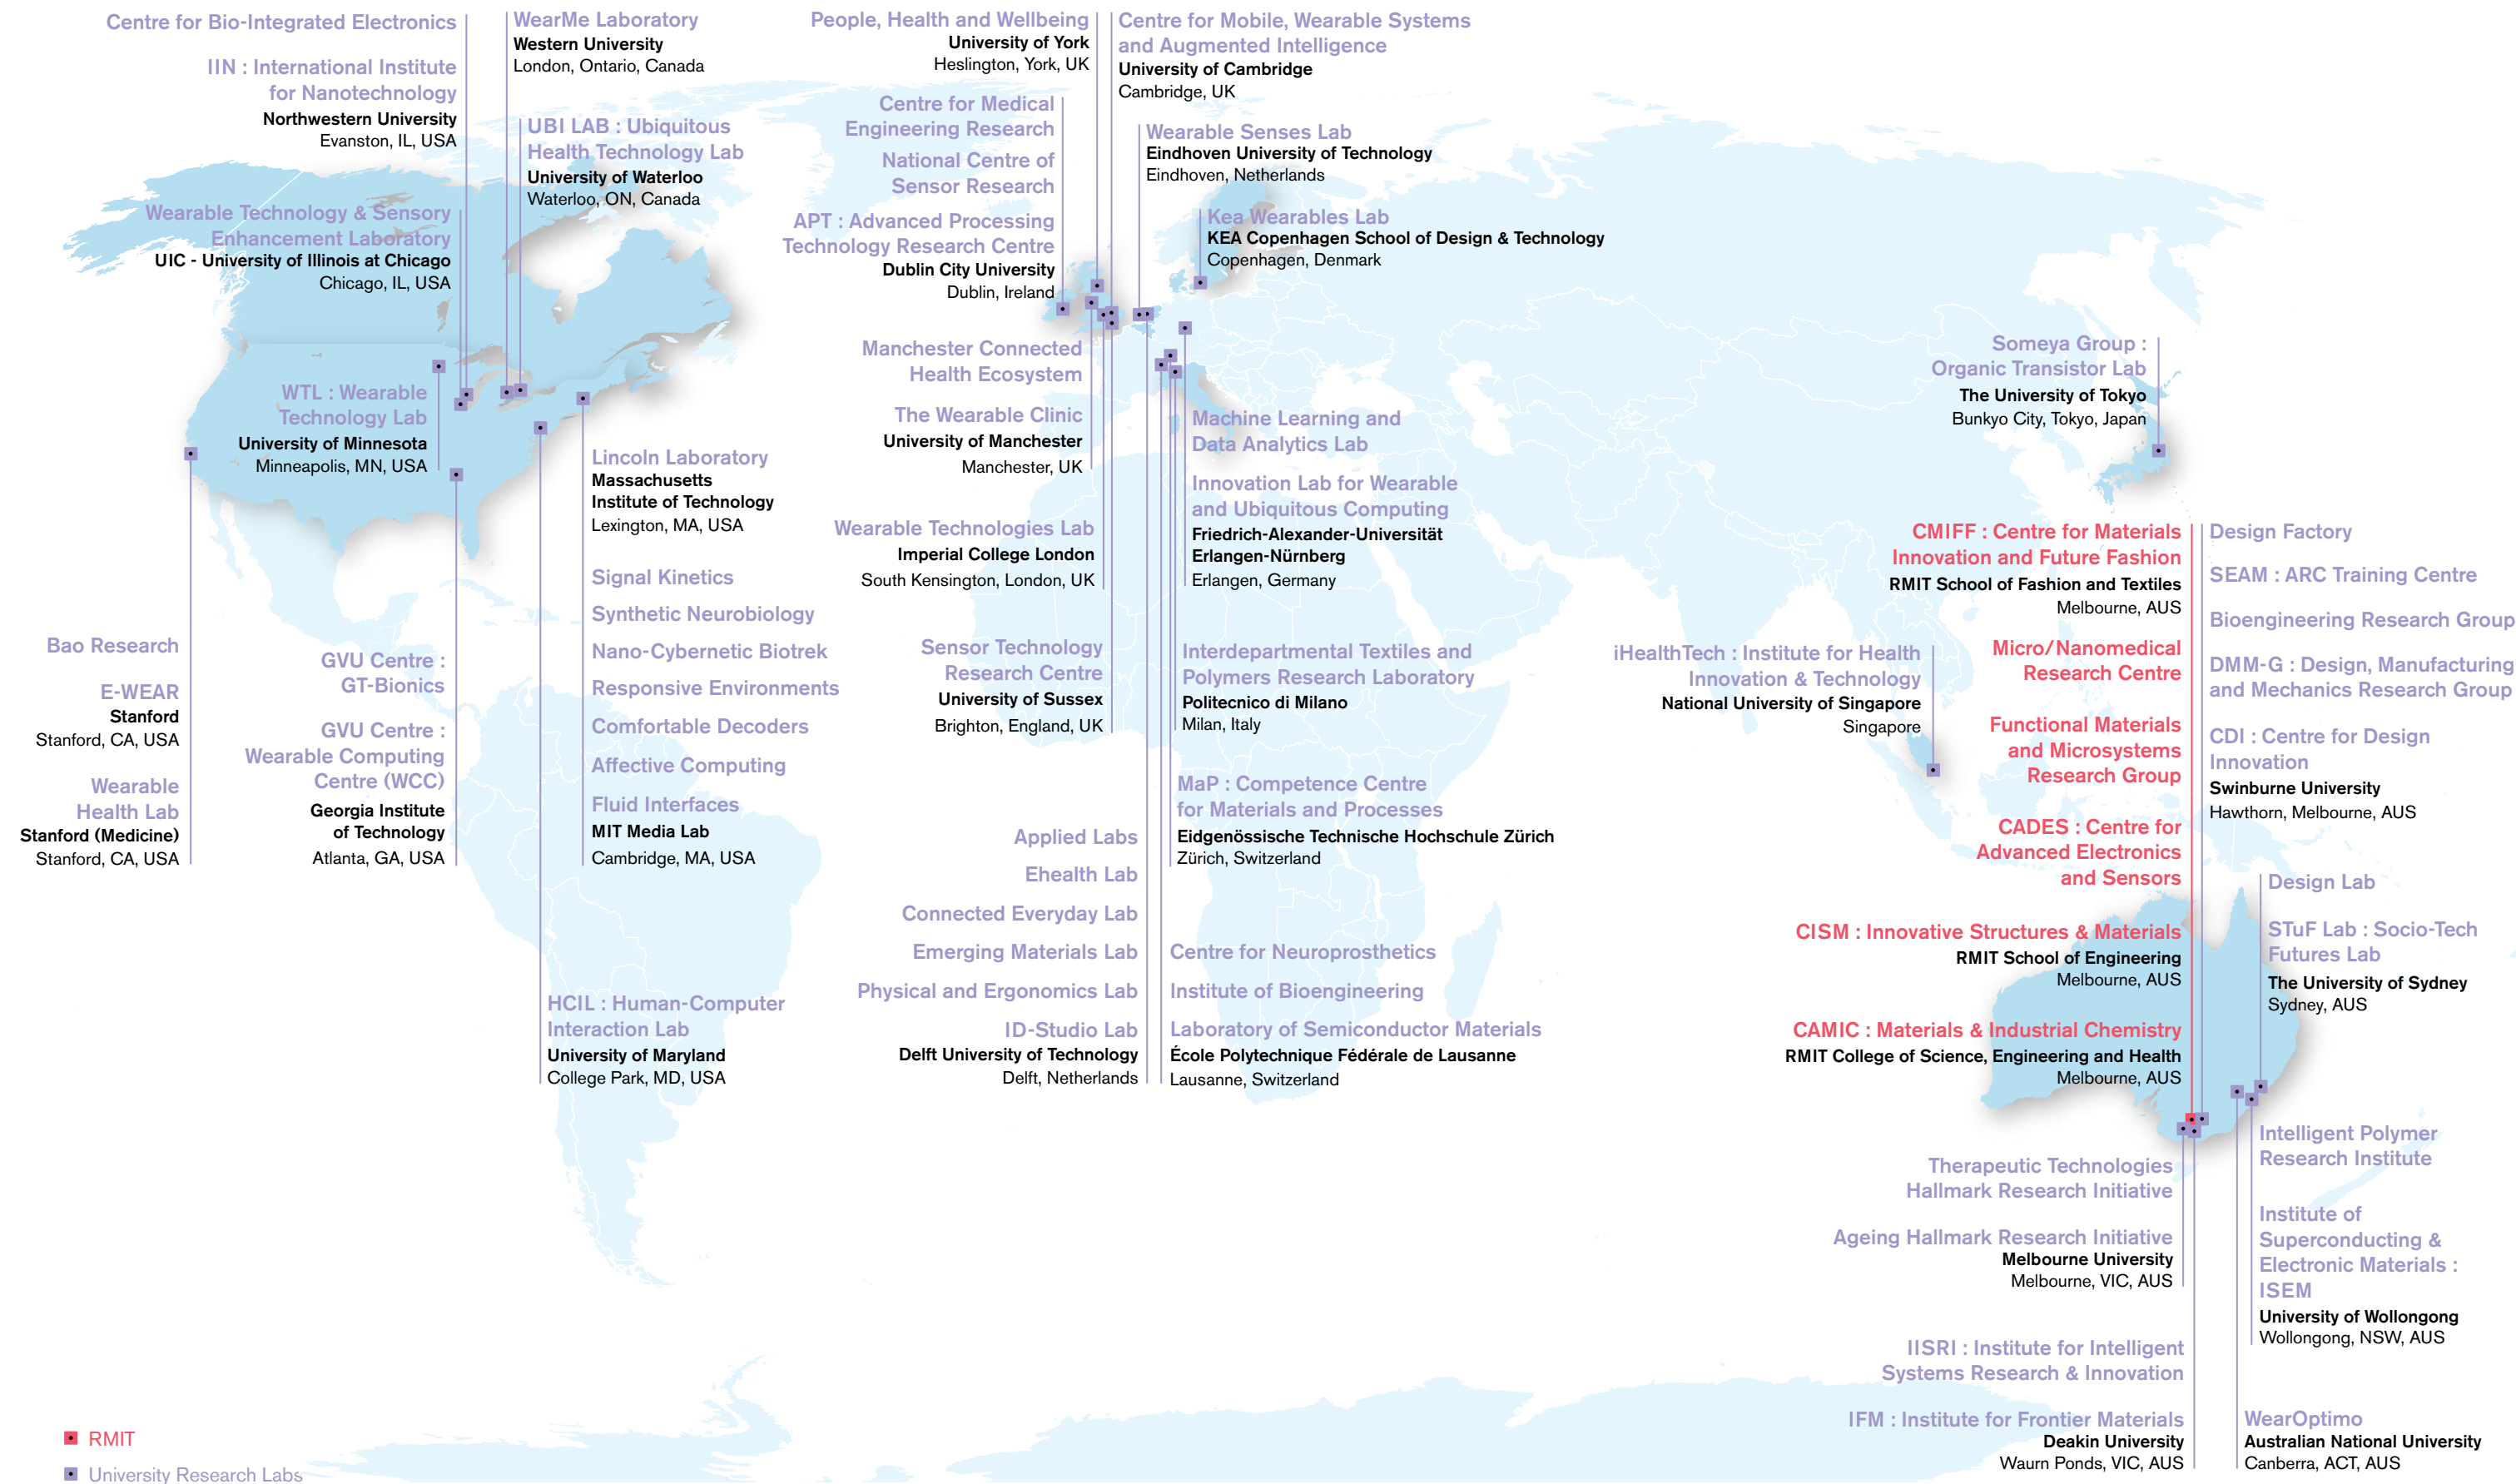 Centre for Bio-Integrated Electronics
IIN : International Institute
for Nanotechnology
Northwestern University
Evanston, IL, USA
WearMe Laboratory
Western University
London, Ontario, Canada
UBI LAB : Ubiquitous
Health Technology Lab
University of Waterloo
Waterloo, ON, Canada
Wearable Technology & Sensory
Enhancement Laboratory
UIC - University of Illinois at Chicago
Chicago, IL, USA
WTL : Wearable
Technology Lab
University of Minnesota
Minneapolis, MN, USA
Bao Research
E-WEAR
Stanford
Stanford, CA, USA
Wearable
Health Lab
Stanford (Medicine)
Stanford, CA, USA
GVU Centre :
GT-Bionics
GVU Centre :
Wearable Computing
Centre (WCC)
Georgia Institute
of Technology
Atlanta, GA, USA
Lincoln Laboratory
Massachusetts
Institute of Technology
Lexington, MA, USA
Signal Kinetics
Synthetic Neurobiology
Nano-Cybernetic Biotrek
Responsive Environments
Comfortable Decoders
Affective Computing
Fluid Interfaces
MIT Media Lab
Cambridge, MA, USA
HCIL : Human-Computer
Interaction Lab
University of Maryland
College Park, MD, USA
People, Health and Wellbeing
University of York
Heslington, York, UK
Centre for Mobile, Wearable Systems
and Augmented Intelligence
University of Cambridge
Cambridge, UK
Centre for Medical
Engineering Research
National Centre of
Sensor Research
APT : Advanced Processing
Technology Research Centre
Dublin City University
Dublin, Ireland
Wearable Senses Lab
Eindhoven University of Technology
Eindhoven, Netherlands
Kea Wearables Lab
KEA Copenhagen School of Design & Technology
Copenhagen, Denmark
Manchester Connected
Health Ecosystem
The Wearable Clinic
University of Manchester
Manchester, UK
Wearable Technologies Lab
Imperial College London
South Kensington, London, UK
Sensor Technology
Research Centre
University of Sussex
Brighton, England, UK
Machine Learning and
Data Analytics Lab
Innovation Lab for Wearable
and Ubiquitous Computing
Friedrich-Alexander-Universität
Erlangen-Nürnberg
Erlangen, Germany
Interdepartmental Textiles and
Polymers Research Laboratory
Politecnico di Milano
Milan, Italy
MaP : Competence Centre
for Materials and Processes
Eidgenössische Technische Hochschule Zürich
Zürich, Switzerland
Applied Labs
Ehealth Lab
Connected Everyday Lab
Emerging Materials Lab
Physical and Ergonomics Lab
ID-Studio Lab
Delft University of Technology
Delft, Netherlands
Centre for Neuroprosthetics
Institute of Bioengineering
Laboratory of Semiconductor Materials
École Polytechnique Fédérale de Lausanne
Lausanne, Switzerland
Someya Group :
Organic Transistor Lab
The University of Tokyo
Bunkyo City, Tokyo, Japan
iHealthTech : Institute for Health
Innovation & Technology
National University of Singapore
Singapore
CMIFF : Centre for Materials
Innovation and Future Fashion
RMIT School of Fashion and Textiles
Melbourne, AUS
Micro/Nanomedical
Research Centre
Functional Materials
and Microsystems
Research Group
CADES : Centre for
Advanced Electronics
and Sensors
CISM : Innovative Structures & Materials
RMIT School of Engineering
Melbourne, AUS
CAMIC : Materials & Industrial Chemistry
RMIT College of Science, Engineering and Health
Melbourne, AUS
Design Factory
SEAM : ARC Training Centre
Bioengineering Research Group
DMM-G : Design, Manufacturing
and Mechanics Research Group
CDI : Centre for Design
Innovation
Swinburne University
Hawthorn, Melbourne, AUS
Design Lab
STuF Lab : Socio-Tech
Futures Lab
The University of Sydney
Sydney, AUS
Therapeutic Technologies
Hallmark Research Initiative
Ageing Hallmark Research Initiative
Melbourne University
Melbourne, VIC, AUS
Intelligent Polymer
Research Institute
Institute of
Superconducting &
Electronic Materials :
ISEM
University of Wollongong
Wollongong, NSW, AUS
IISRI : Institute for Intelligent
Systems Research & Innovation
IFM : Institute for Frontier Materials
Deakin University
Waurn Ponds, VIC, AUS
WearOptimo
Australian National University
Canberra, ACT, AUS
RMIT
University Research Labs